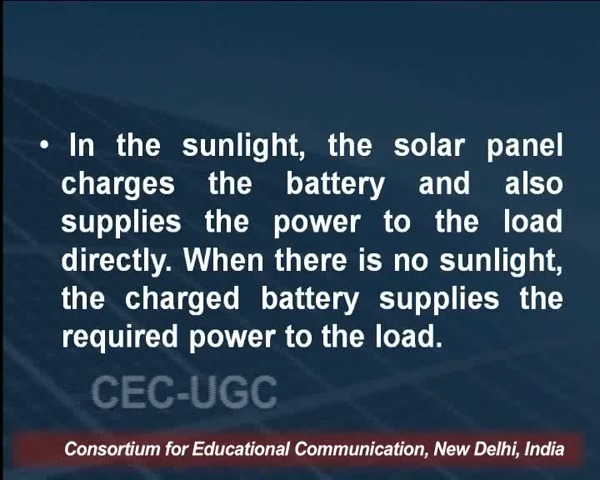 • In the sunlight, the solar panel
charges the battery and also
supplies the power to the load
directly. When there is no sunlight,
the charged battery supplies the
required power to the load.
CEC-UGC
Consortium for Educational Communication, New Delhi, India